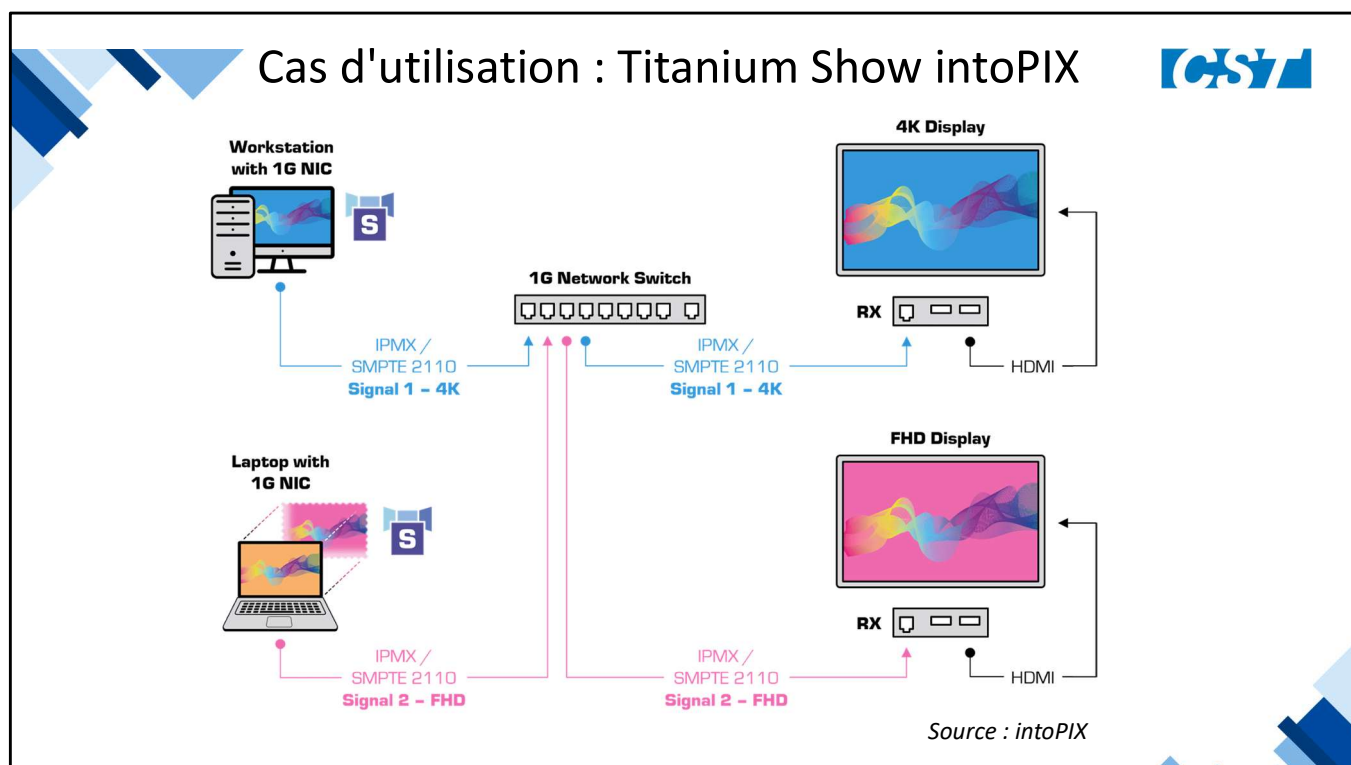 Cas d'utilisation : Titanium Show intoPIX
CST
Workstation
with 1G NIC
S
4K Display
1G Network Switch
RX
IPMX /
SMPTE 2110
Signal 1 – 4K
IPMX /
SMPTE 2110
Signal 1 – 4K
HDMI
Laptop with
1G NIC
S
FHD Display
RX
IPMX /
SMPTE 2110
Signal 2 – FHD
IPMX /
SMPTE 2110
Signal 2 – FHD
HDMI
Source : intoPIX